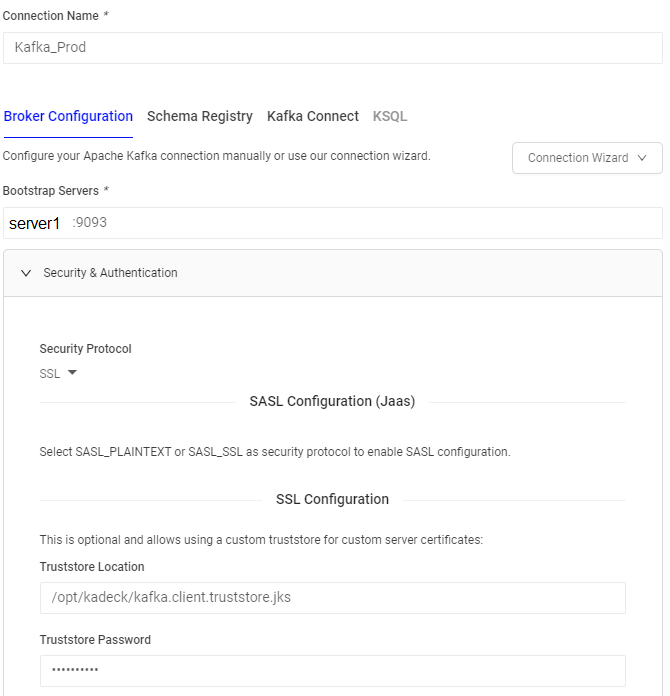 Connection Name *
Kafka_Prod
Broker Configuration Schema Registry Kafka Connect KSQL
Configure your Apache Kafka connection manually or use our connection wizard. Connection Wizard
Bootstrap Servers *
server1 :9093
Security & Authentication
Security Protocol
SSL
SASL Configuration (Jaas)
Select SASL_PLAINTEXT or SASL_SSL as security protocol to enable SASL configuration.
SSL Configuration
This is optional and allows using a custom truststore for custom server certificates:
Truststore Location
/opt/kadeck/kafka.client.truststore.jks
Truststore Password
••••••••••